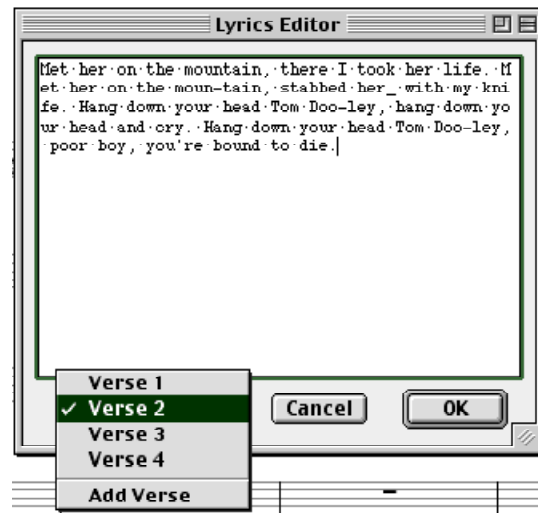 Lyrics Editor
Met·her·on·the·mountain,·there·I·took·her·life.·M
et·her·on·the·moun-tain,·stabbed·her_·with·my·kni
fe.·Hang·down·your·head·Tom·Doo-ley,·hang·down·yo
ur·head·and·cry.·Hang·down·your·head·Tom·Doo-ley,
·poor·boy,·you're·bound·to·die.
Verse 1
✓ Verse 2
Verse 3
Verse 4
Add Verse
Cancel
OK